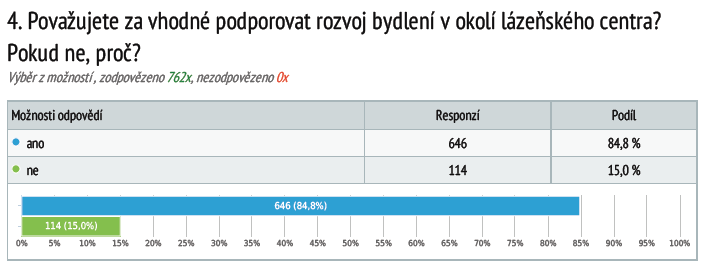 4. Považujete za vhodné podporovat rozvoj bydlení v okolí lázeňského centra?
Pokud ne, proč?
Výběr z možností, zodpovězeno 762x, nezodpovězeno 0x
Možnosti odpovědí Responzí Podíl
ano 646 84,8 %
ne 114 15,0 %
646 (84,8%)
114 (15,0%)
0% 5% 10% 15% 20% 25% 30% 35% 40% 45% 50% 55% 60% 65% 70% 75% 80% 85% 90% 95% 100%